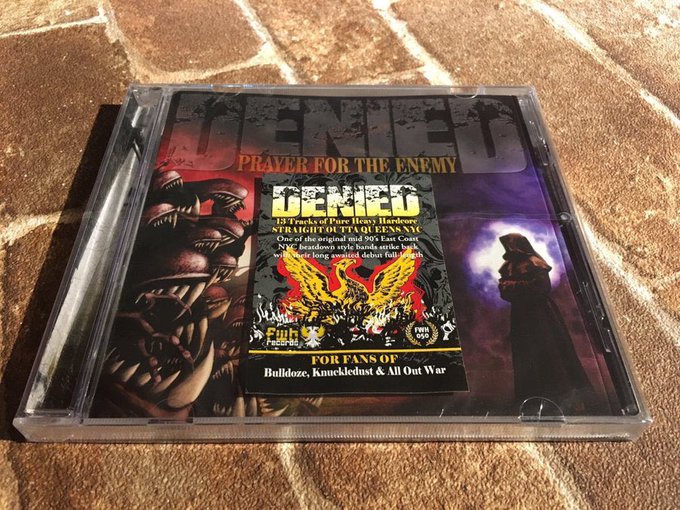 DENIED
PRAYER FOR THE ENEMY
DENIED
13 Tracks of Pure Heavy Hardcore
STRAIGHT OUTTA QUEENS NYC
One of the original mid 90's East Coast
NYC beatdown style bands strike back
with their long awaited debut full-length
fwh
records
FWH
050
FOR FANS OF
Bulldoze, Knuckledust & All Out War